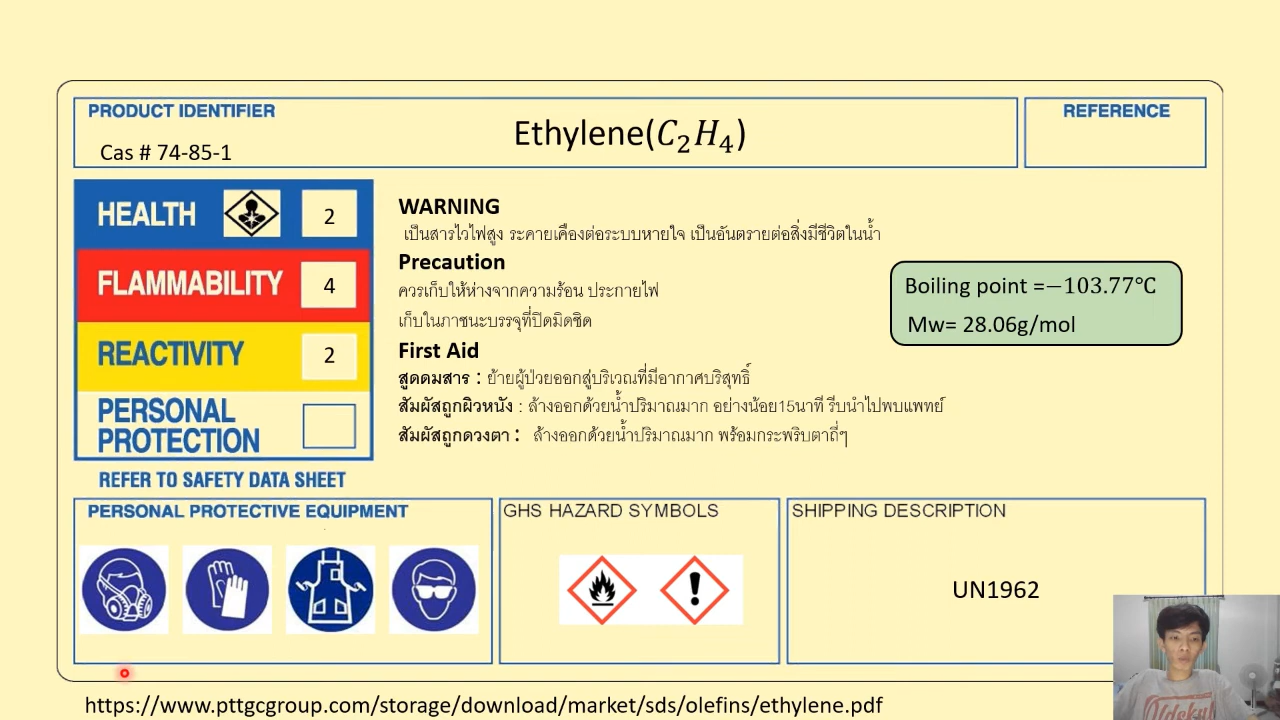 PRODUCT IDENTIFIER
Cas # 74-85-1
Ethylene(C₂H₄)
REFERENCE
HEALTH 2
FLAMMABILITY 4
REACTIVITY 2
PERSONAL
PROTECTION
REFER TO SAFETY DATA SHEET
WARNING
เป็นสารไวไฟสูง ระคายเคืองต่อระบบหายใจ เป็นอันตรายต่อสิ่งมีชีวิตในน้ำ
Precaution
ควรเก็บให้ห่างจากความร้อน ประกายไฟ
เก็บในภาชนะบรรจุที่ปิดมิดชิด
First Aid
สูดดมสาร : ย้ายผู้ป่วยออกสู่บริเวณที่มีอากาศบริสุทธิ์
สัมผัสถูกผิวหนัง : ล้างออกด้วยน้ำปริมาณมาก อย่างน้อย15นาที รีบนำไปพบแพทย์
สัมผัสถูกดวงตา : ล้างออกด้วยน้ำปริมาณมาก พร้อมกระพริบตาถี่ๆ
Boiling point =−103.77℃
Mw= 28.06g/mol
PERSONAL PROTECTIVE EQUIPMENT
GHS HAZARD SYMBOLS
SHIPPING DESCRIPTION
UN1962
https://www.pttgcgroup.com/storage/download/market/sds/olefins/ethylene.pdf